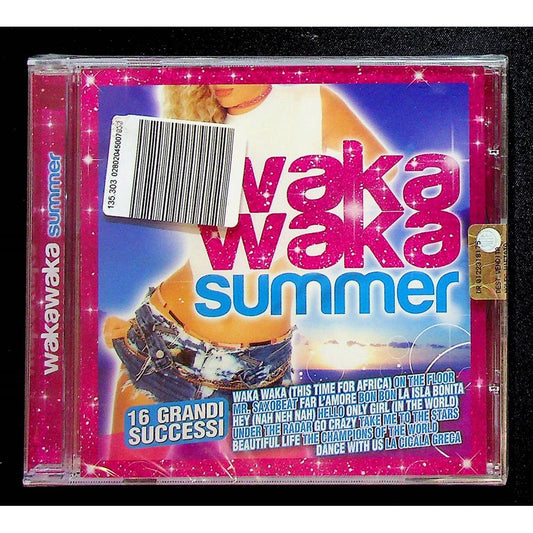 wakawaka summer
135.303 0280204500703
waka
waka
summer
16 GRANDI
SUCCESSI
WAKA WAKA (THIS TIME FOR AFRICA) ON THE FLOOR
MR. SAXOBEAT FAR L'AMORE BON BON LA ISLA BONITA
HEY (NAH NEH NAH) HELLO ONLY GIRL (IN THE WORLD)
UNDER THE RADAR GO CRAZY TAKE ME TO THE STARS
BEAUTIFUL LIFE THE CHAMPIONS OF THE WORLD
DANCE WITH US LA CICALA GRECA